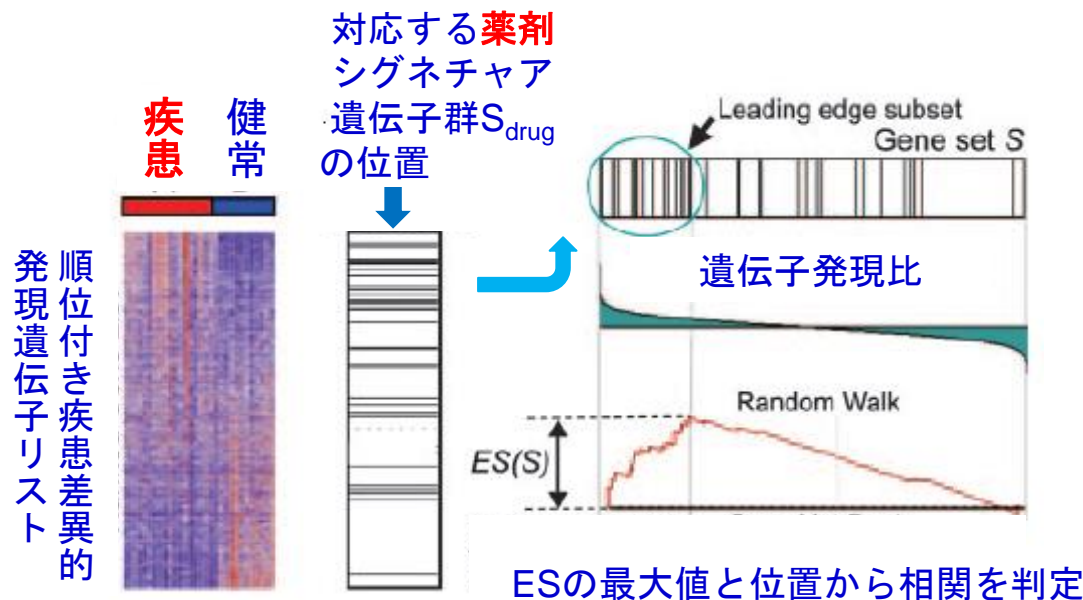 対応する薬剤
シグネチャア
遺伝子群Sdrug
の位置
疾患
健常
順位付き疾患差異的
発現遺伝子リスト
Leading edge subset
Gene set S
遺伝子発現比
Random Walk
ES(S)
ESの最大値と位置から相関を判定